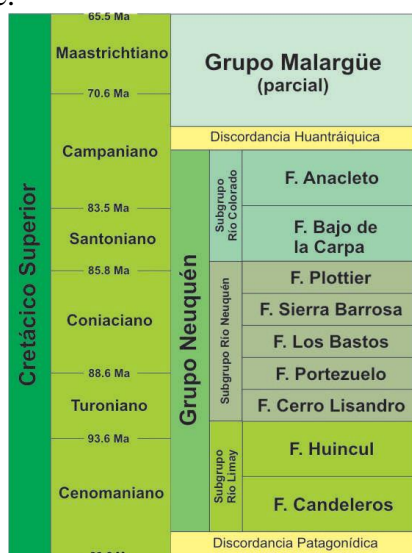 65.5 Ma
Maastrichtiano
70.6 Ma
Campaniano
83.5 Ma
Santoniano
85.8 Ma
Coniaciano
88.6 Ma
Turoniano
93.6 Ma
Cenomaniano
Cretácico Superior
Grupo Malargüe
(parcial)
Discordancia Huantráiquica
Grupo Neuquén
Subgrupo
Río Colorado
F. Anacleto
F. Bajo de
la Carpa
Subgrupo Río Neuquén
F. Plottier
F. Sierra Barrosa
F. Los Bastos
F. Portezuelo
F. Cerro Lisandro
Subgrupo
Río Limay
F. Huincul
F. Candeleros
Discordancia Patagonídica